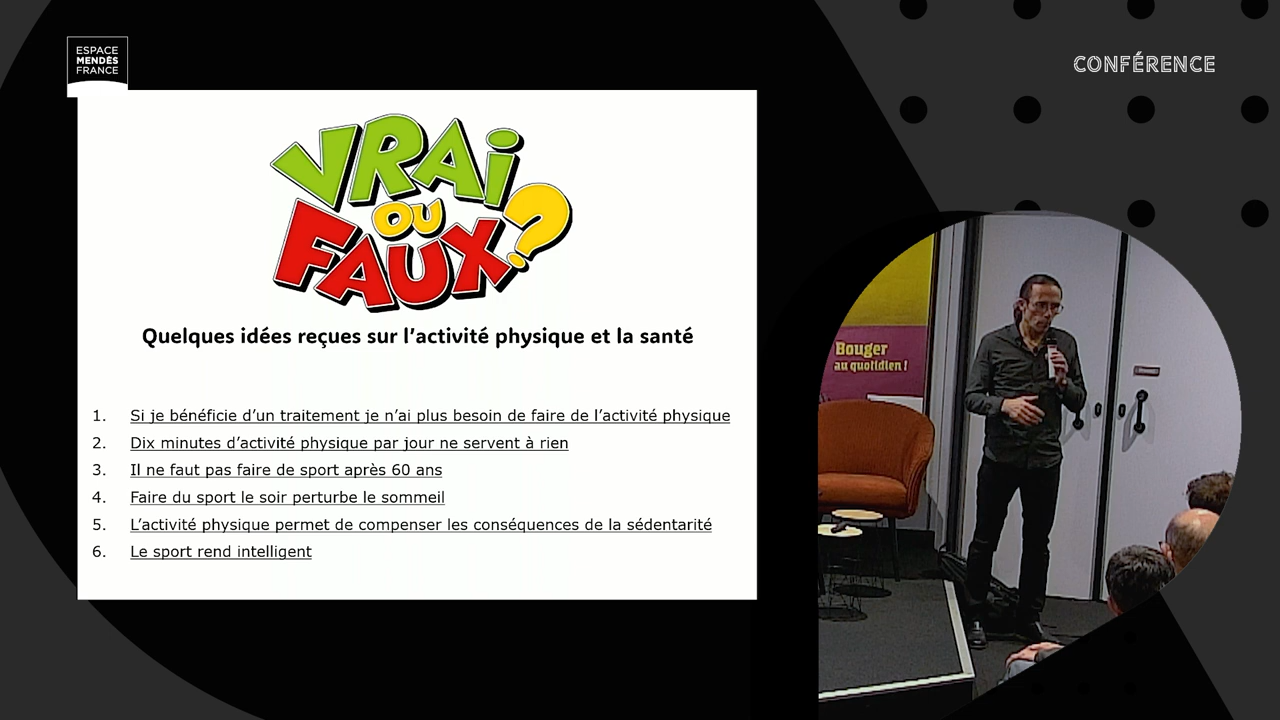 ESPACE
MENDÈS
FRANCE
CONFÉRENCE
VRAi
OU
FAUX?
Quelques idées reçues sur l'activité physique et la santé
1. Si je bénéficie d'un traitement je n'ai plus besoin de faire de l'activité physique
2. Dix minutes d'activité physique par jour ne servent à rien
3. Il ne faut pas faire de sport après 60 ans
4. Faire du sport le soir perturbe le sommeil
5. L'activité physique permet de compenser les conséquences de la sédentarité
6. Le sport rend intelligent
Bouger
au quotidien !